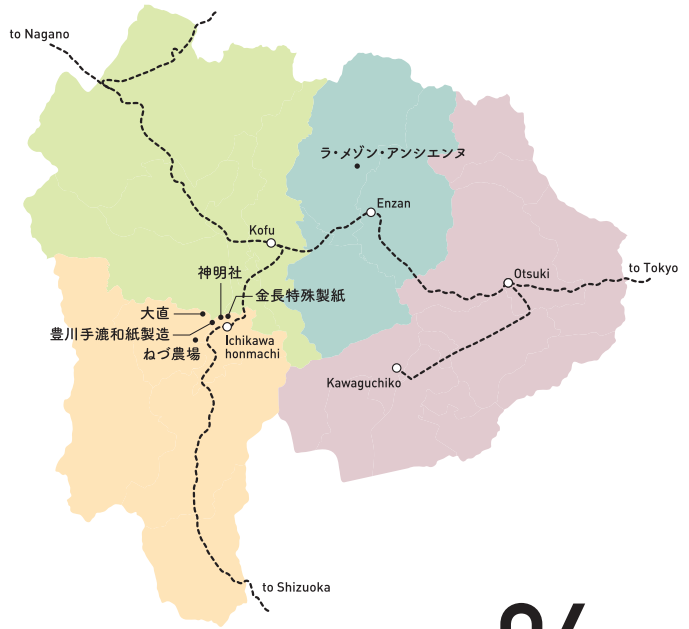 to Nagano
ラ・メゾン・アンシエンヌ
Enzan
Kofu
to Tokyo
Otsuki
神明社
金長特殊製紙
大直
豊川手漉和紙製造
Ichikawa
honmachi
ねづ農場
Kawaguchiko
to Shizuoka